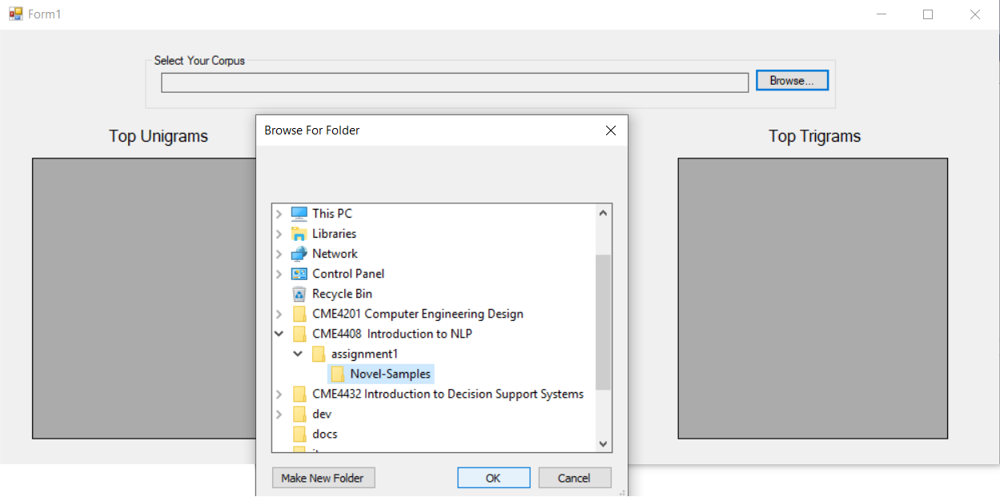 Form1
Select Your Corpus
Browse...
Top Unigrams
Top Trigrams
Browse For Folder
This PC
Libraries
Network
Control Panel
Recycle Bin
CME4201 Computer Engineering Design
CME4408 Introduction to NLP
assignment1
Novel-Samples
CME4432 Introduction to Decision Support Systems
dev
docs
Make New Folder
OK
Cancel